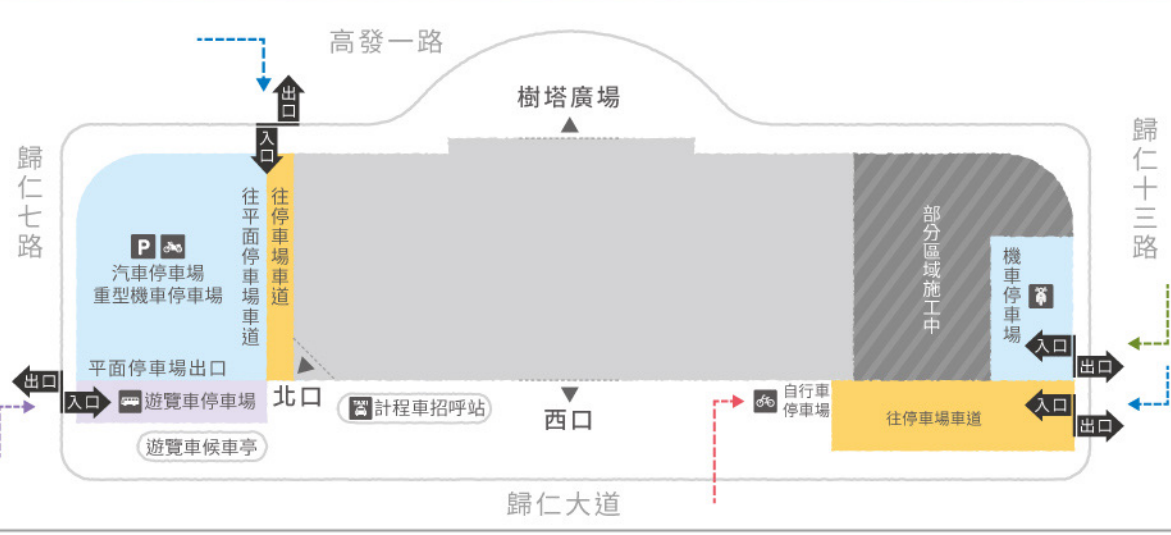 高發一路
樹塔廣場
歸仁七路
歸仁十三路
出口
入口
往平面停車場車道
往停車場車道
P
汽車停車場
重型機車停車場
部分區域施工中
機車停車場
入口
出口
平面停車場出口
出口
入口
遊覽車停車場
遊覽車候車亭
北口
TAXI
計程車招呼站
西口
自行車
停車場
往停車場車道
入口
出口
歸仁大道